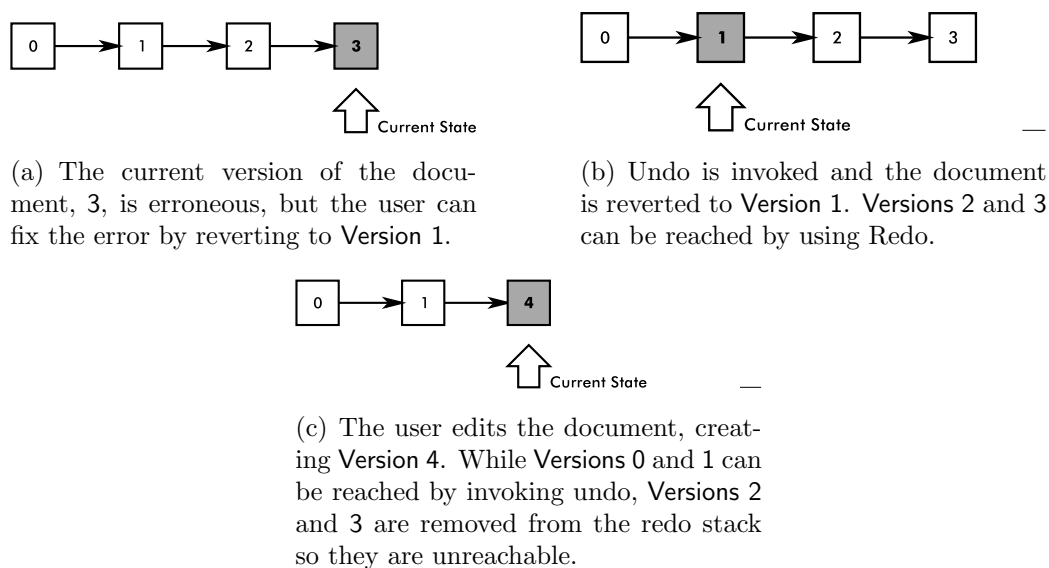 0 1 2 3
Current State
(a) The current version of the docu-
ment, 3, is erroneous, but the user can
fix the error by reverting to Version 1.
0 1 2 3
Current State
(b) Undo is invoked and the document
is reverted to Version 1. Versions 2 and 3
can be reached by using Redo.
0 1 4
Current State
(c) The user edits the document, creat-
ing Version 4. While Versions 0 and 1 can
be reached by invoking undo, Versions 2
and 3 are removed from the redo stack
so they are unreachable.